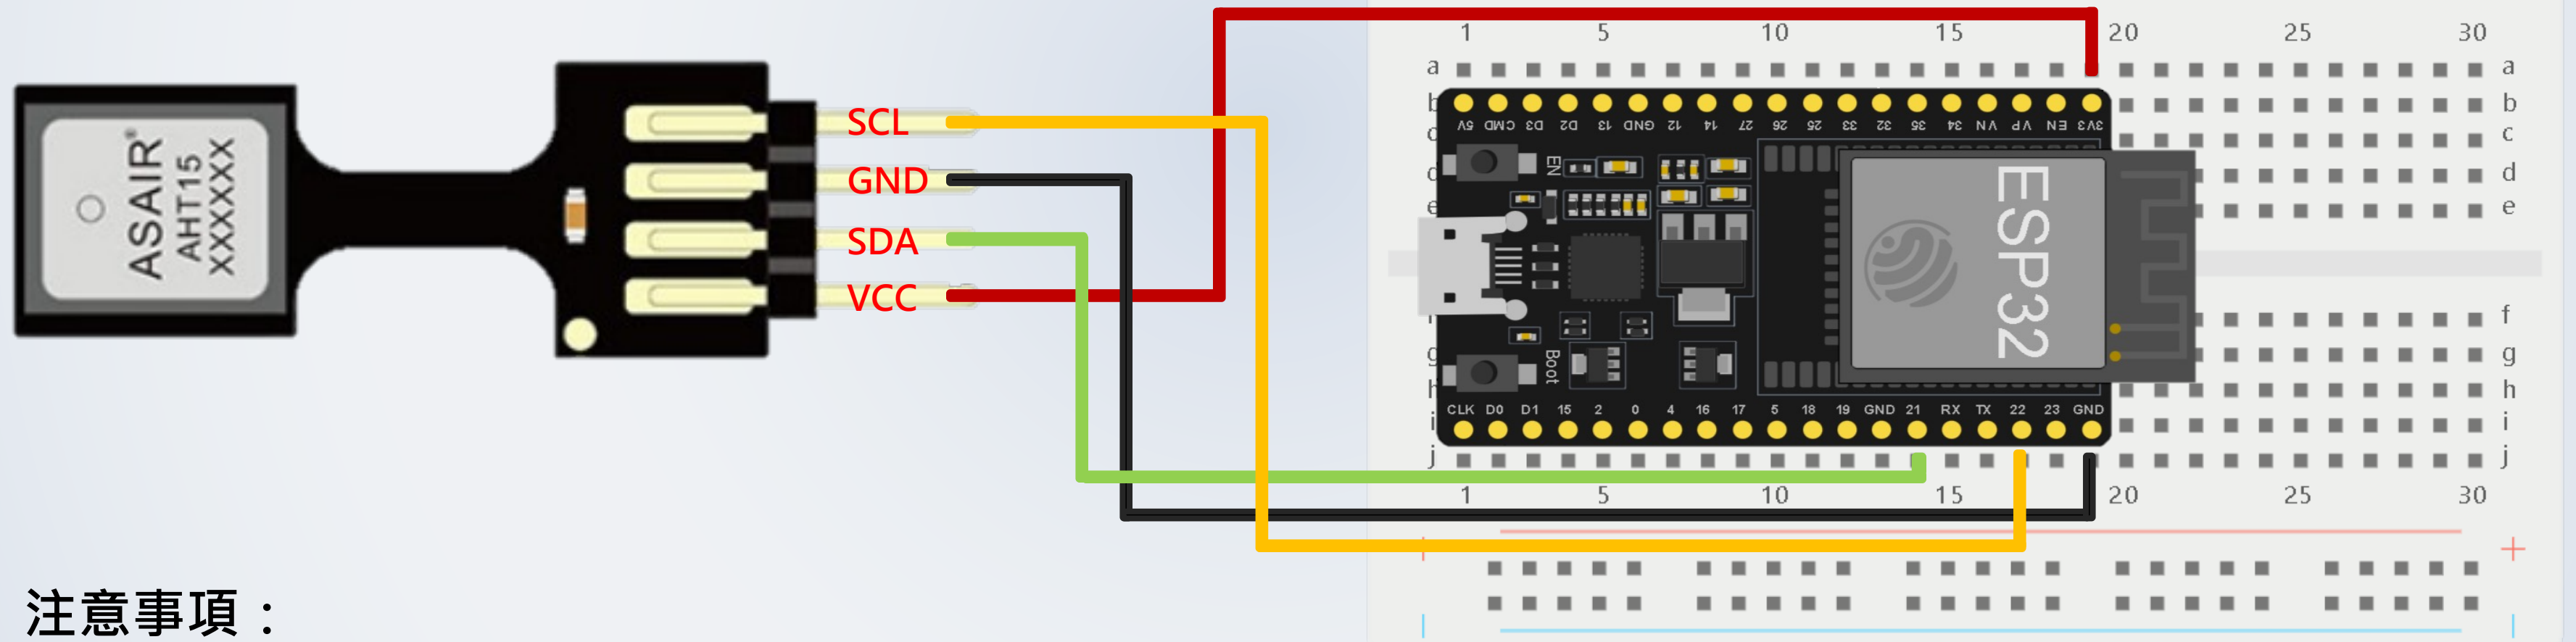 ASAIR®
AHT15
XXXXXX
SCL
GND
SDA
VCC
1 5 10 15 20 25 30
a a
b b
c c
d d
e e
5V CMD D3 D2 13 GND 12 14 27 26 25 33 32 35 34 VN VP EN 3V3
EN
ESP32
Boot
f
g g
h h
CLK D0 D1 15 2 0 4 16 17 5 18 19 GND 21 RX TX 22 23 GND
i i
j j
1 5 10 15 20 25 30
+
注意事項：